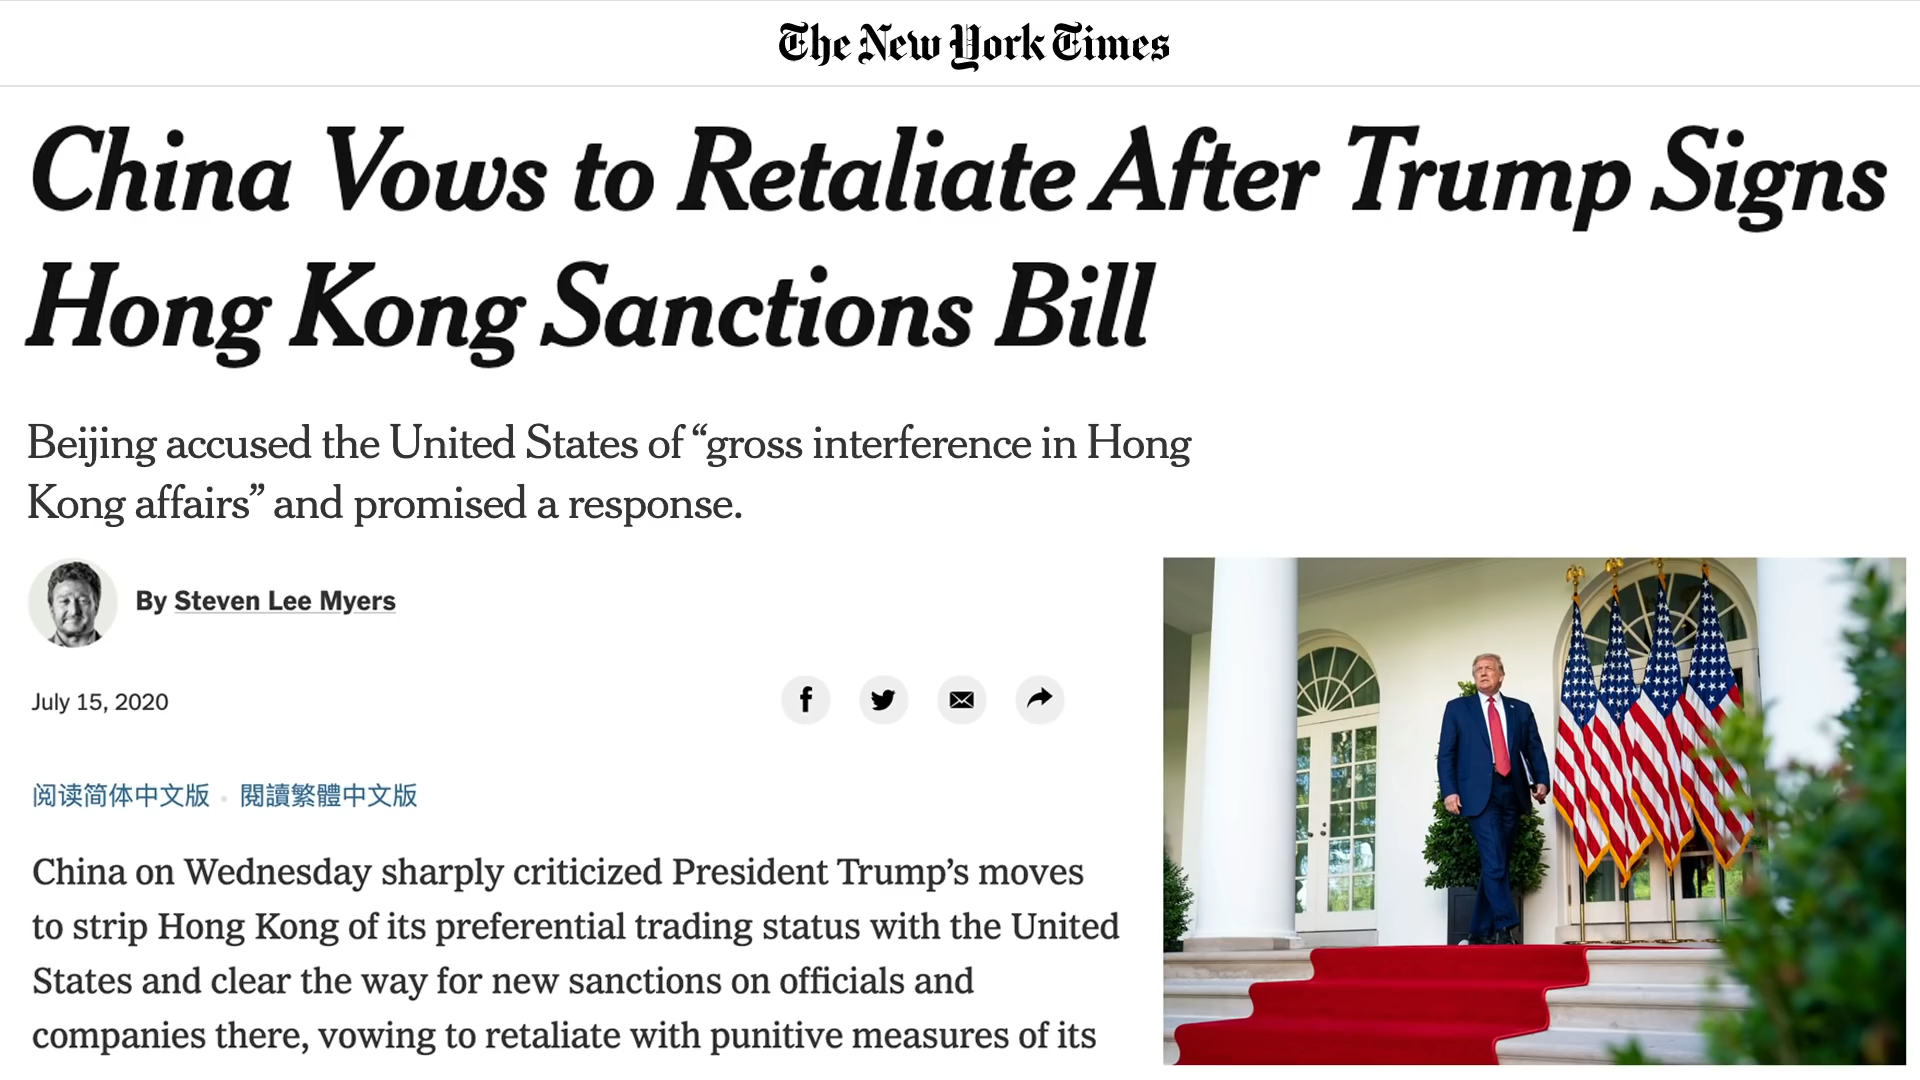 The New York Times
China Vows to Retaliate After Trump Signs
Hong Kong Sanctions Bill
Beijing accused the United States of “gross interference in Hong
Kong affairs” and promised a response.
By Steven Lee Myers
July 15, 2020
阅读简体中文版 • 閱讀繁體中文版
China on Wednesday sharply criticized President Trump’s moves
to strip Hong Kong of its preferential trading status with the United
States and clear the way for new sanctions on officials and
companies there, vowing to retaliate with punitive measures of its